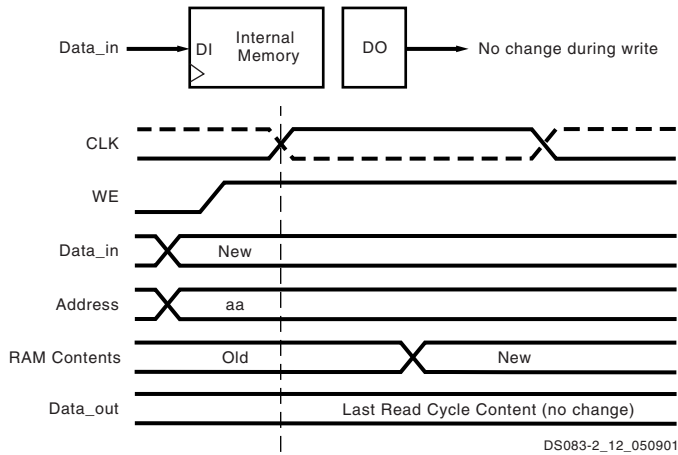 Data_in
DI
Internal
Memory
DO
No change during write
CLK
WE
Data_in
New
Address
aa
RAM Contents
Old
New
Data_out
Last Read Cycle Content (no change)
DS083-2_12_050901